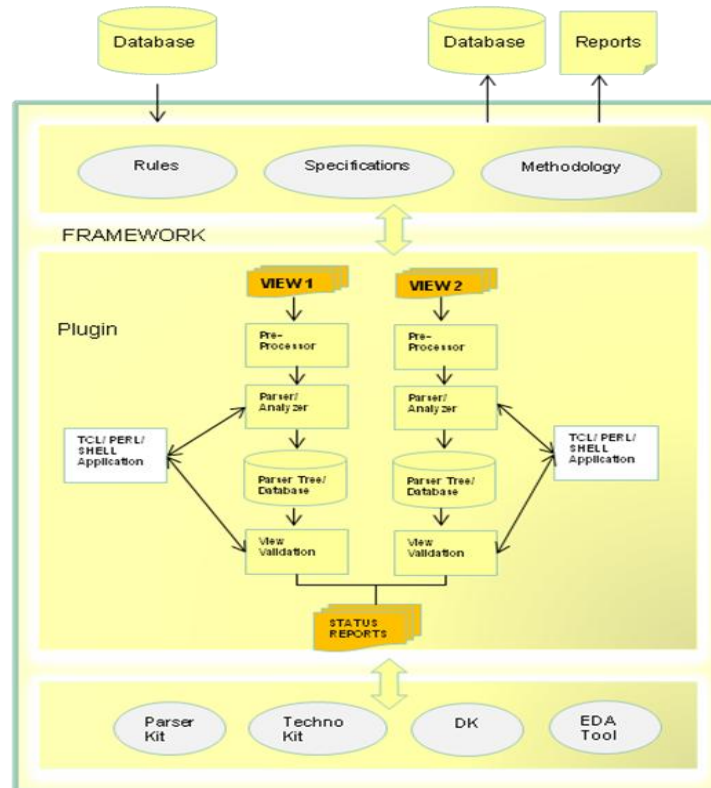 Database
Database
Reports
Rules
Specifications
Methodology
FRAMEWORK
Plugin
VIEW 1
VIEW 2
Pre-
Processor
Pre-
Processor
Parser/
Analyzer
Parser/
Analyzer
TCL/ PERL/
SHELL
Application
TCL/ PERL/
SHELL
Application
Parser Tree/
Database
Parser Tree/
Database
View
Validation
View
Validation
STATUS
REPORTS
Parser
Kit
Techno
Kit
DK
EDA
Tool